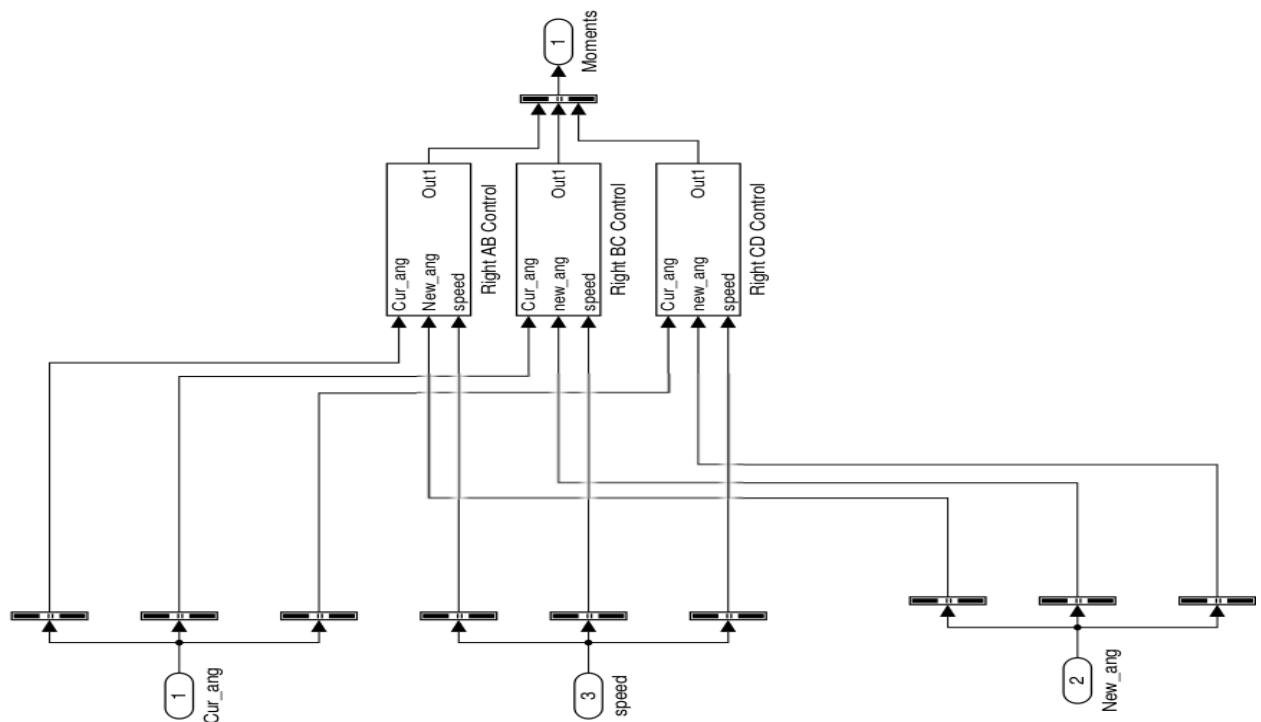 1
Moments
Out1
Cur_ang
New_ang
speed
Right AB Control
Out1
Cur_ang
new_ang
speed
Right BC Control
Out1
Cur_ang
new_ang
speed
Right CD Control
1
Cur_ang
3
speed
2
New_ang